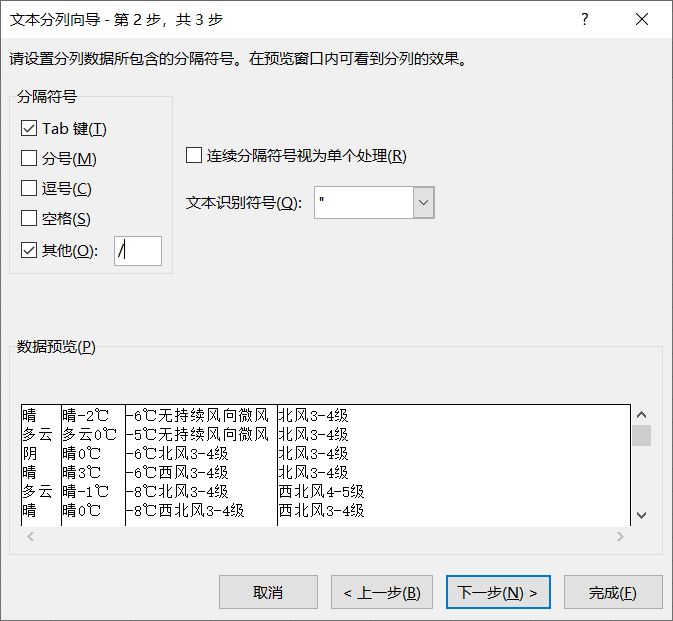 文本分列向导 - 第 2 步，共 3 步
?
请设置分列数据所包含的分隔符号。在预览窗口内可看到分列的效果。
分隔符号
Tab 键(T)
分号(M)
逗号(C)
空格(S)
其他(O): /
连续分隔符号视为单个处理(R)
文本识别符号(Q): "
数据预览(P)
晴 晴-2℃ -6℃无持续风向微风 北风3-4级
多云 多云0℃ -5℃无持续风向微风 北风3-4级
阴 晴0℃ -6℃北风3-4级 北风3-4级
晴 晴3℃ -6℃西风3-4级 北风3-4级
多云 晴-1℃ -8℃北风3-4级 西北风4-5级
晴 晴0℃ -8℃西北风3-4级 西北风3-4级
取消 < 上一步(B) 下一步(N) > 完成(F)